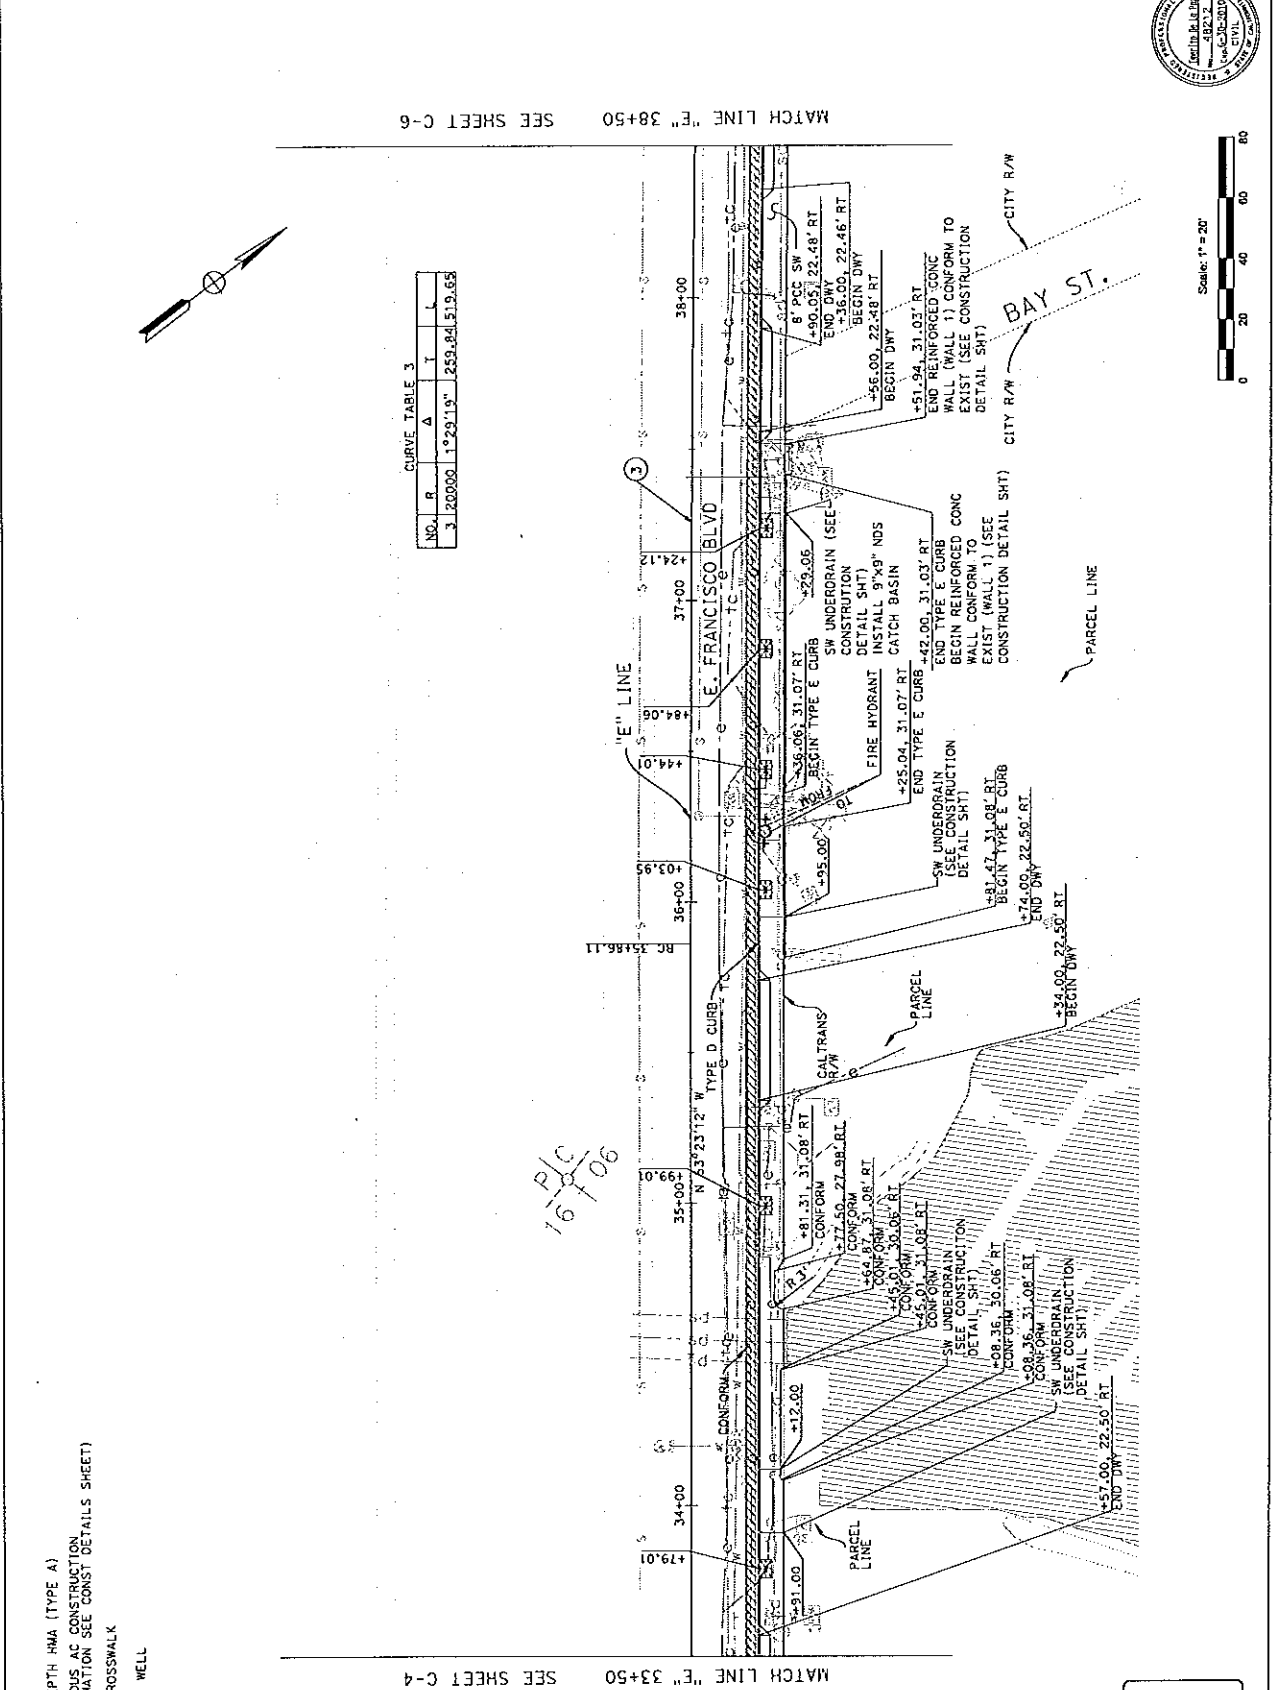 PTH HMA (TYPE A)
OUS AC CONSTRUCTION
MATION SEE CONST DETAILS SHEET)
ROSSWALK
WELL
MATCH LINE "E" 33+50 SEE SHEET C-4
MATCH LINE "E" 38+50 SEE SHEET C-6
CURVE TABLE 3
NO. R Δ T L
3 20000 1°29'19" 259.84 519.65
P/C
16 06
"E" LINE
3
E. FRANCISCO BLVD
N 53°23'12" W
BC 35+86.11
34+00
35+00
36+00
37+00
38+00
+79.01
+99.01
+03.95
+44.01
+84.06
+24.12
CONFORM
TYPE D CURB
+91.00
PARCEL
LINE
+12.00
+57.00, 22.50' RT
END DWY
SW UNDERDRAIN
(SEE CONSTRUCTION
DETAIL SHT)
+08.36, 31.08' RT
CONFORM
+08.36, 30.06' RT
CONFORM
SW UNDERDRAIN
(SEE CONSTRUCITON
DETAIL SHT)
+45.01, 31.08' RT
CONFORM
+45.01, 30.06' RT
CONFORM
+64.87, 31.08' RT
CONFORM
+77.50, 27.98' RT
CONFORM
+81.31, 31.08' RT
CONFORM
R 3'
CALTRANS
R/W
PARCEL
LINE
+34.00, 22.50' RT
BEGIN DWY
+74.00, 22.50' RT
END DWY
+81.47, 31.08' RT
BEGIN TYPE E CURB
SW UNDERDRAIN
(SEE CONSTRUCTION
DETAIL SHT)
+95.00
+25.04, 31.07' RT
END TYPE E CURB
FIRE HYDRANT
FROM
TO
+36.06, 31.07' RT
BEGIN TYPE E CURB
+29.06
SW UNDERDRAIN (SEE
CONSTRUTION
DETAIL SHT)
INSTALL 9"x9" NDS
CATCH BASIN
+42.00, 31.03' RT
END TYPE E CURB
BEGIN REINFORCED CONC
WALL CONFORM TO
EXIST (WALL 1) (SEE
CONSTRUCTION DETAIL SHT)
PARCEL LINE
+51.94, 31.03' RT
END REINFORCED CONC
WALL (WALL 1) CONFORM TO
EXIST (SEE CONSTRUCTION
DETAIL SHT)
+56.00, 22.48' RT
BEGIN DWY
8' PCC SW
+90.05, 22.48' RT
END DWY
+36.00, 22.46' RT
BEGIN DWY
CITY R/W
BAY ST.
CITY R/W
Scale: 1" = 20'
0 20 40 60 80
REGISTERED PROFESSIONAL
No. 48212
Exp. 6-30-2010
CIVIL